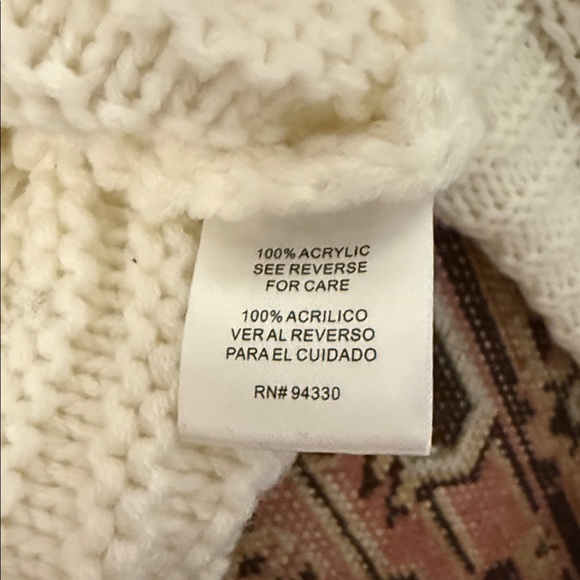 100% ACRYLIC
SEE REVERSE
FOR CARE
100% ACRILICO
VER AL REVERSO
PARA EL CUIDADO
RN# 94330